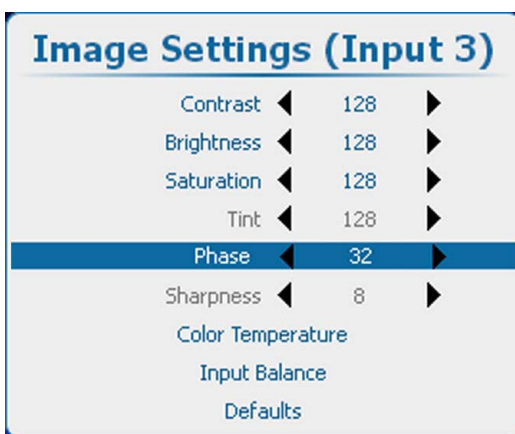 Image Settings (Input 3)
Contrast 128
Brightness 128
Saturation 128
Tint 128
Phase 32
Sharpness 8
Color Temperature
Input Balance
Defaults